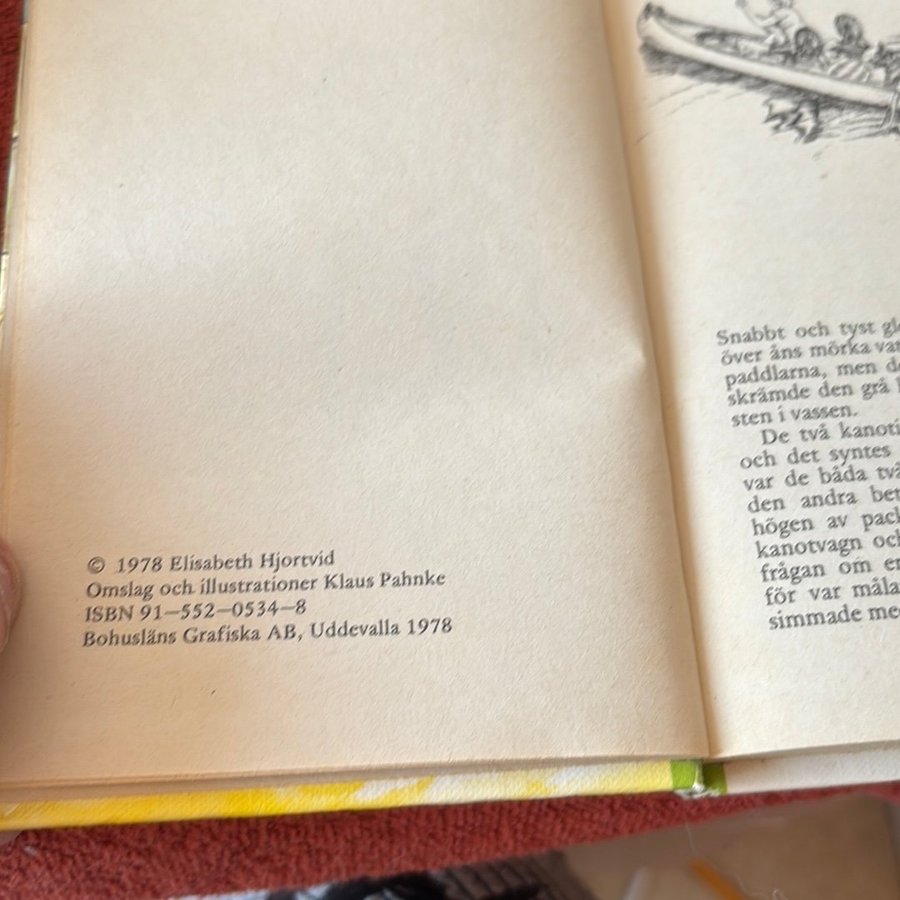 © 1978 Elisabeth Hjortvid
Omslag och illustrationer Klaus Pahnke
ISBN 91—552—0534—8
Bohusläns Grafiska AB, Uddevalla 1978
Snabbt och tyst
över åns mörka
paddlarna, men
skrämde den grå
sten i vassen.
De två
och det syntes
var de båda
den andra
högen av
kanotvagn
frågan om
för var
simmade